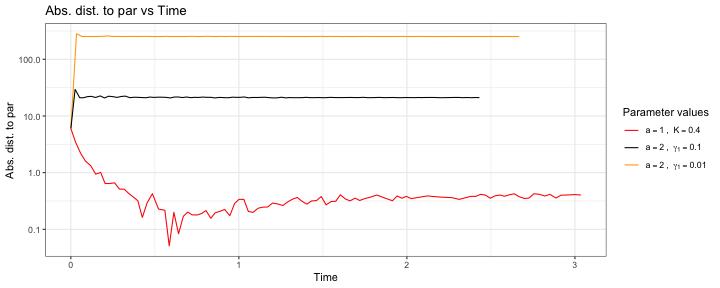 Abs. dist. to par vs Time
Abs. dist. to par
100.0
10.0
1.0
0.1
0
1
2
3
Time
Parameter values
a = 1 , K = 0.4
a = 2 , γ₁ = 0.1
a = 2 , γ₁ = 0.01